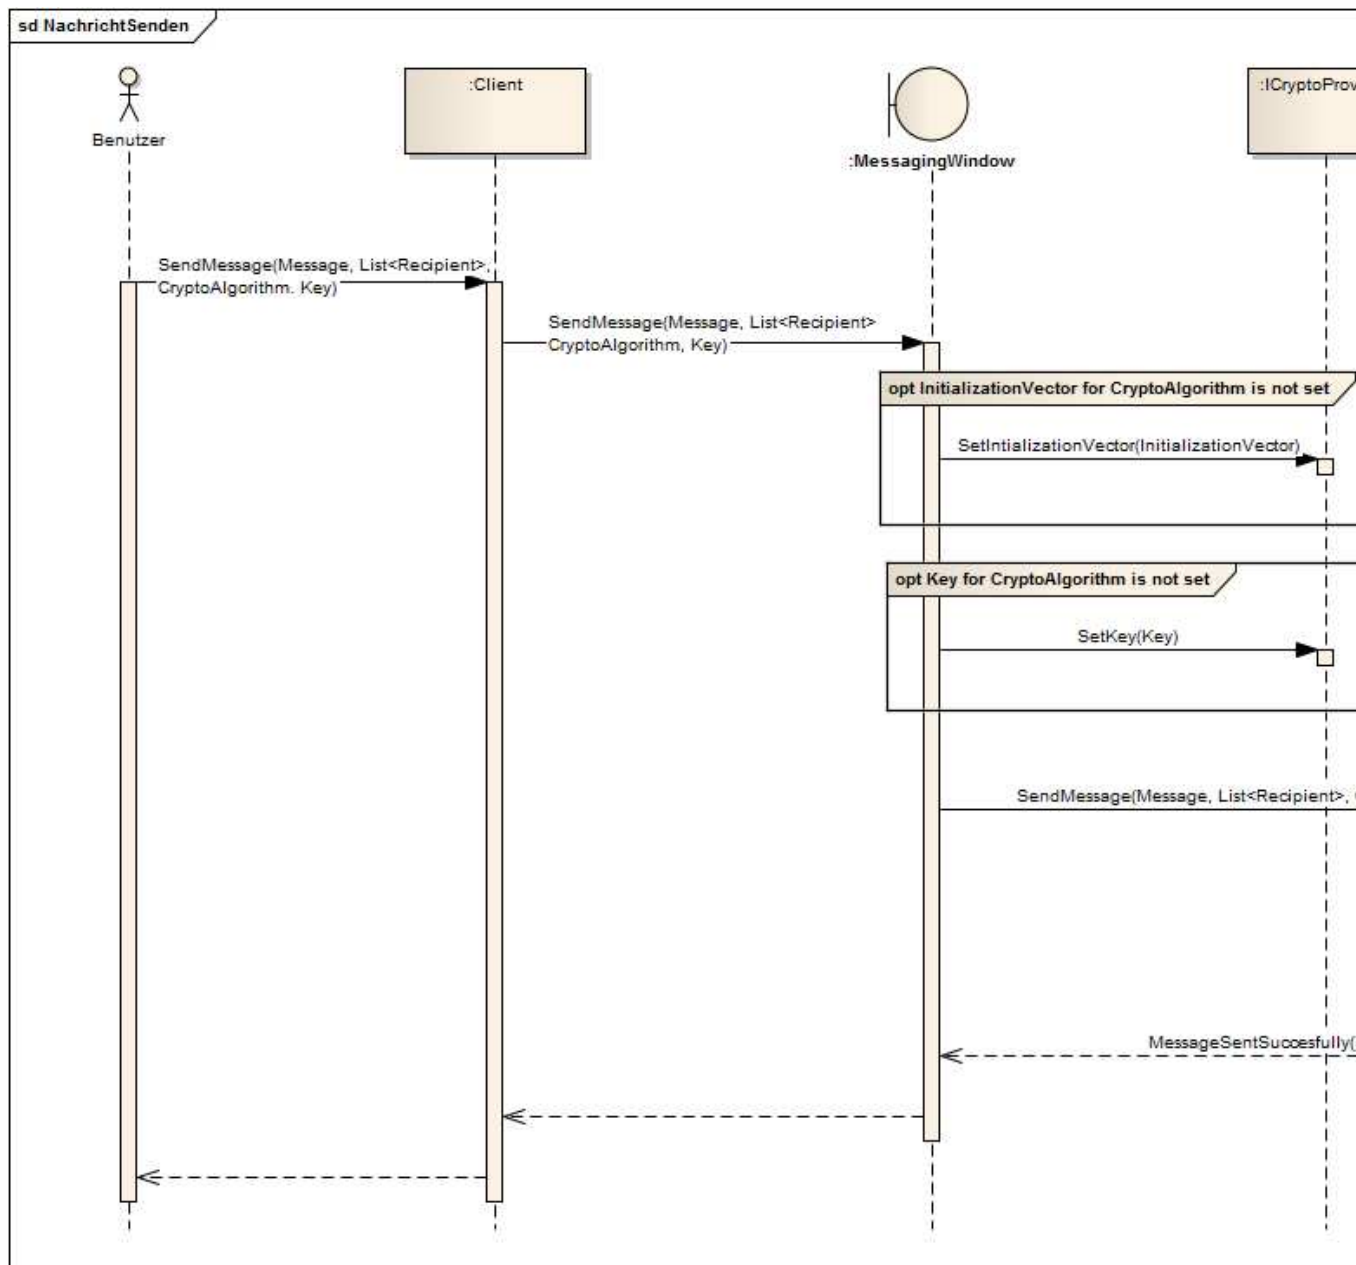 sd NachrichtSenden
Benutzer
:Client
:MessagingWindow
:ICryptoProv
SendMessage(Message, List<Recipient>,
CryptoAlgorithm. Key)
SendMessage(Message, List<Recipient>
CryptoAlgorithm, Key)
opt InitializationVector for CryptoAlgorithm is not set
SetIntializationVector(InitializationVector)
opt Key for CryptoAlgorithm is not set
SetKey(Key)
SendMessage(Message, List<Recipient>,
MessageSentSuccesfully(